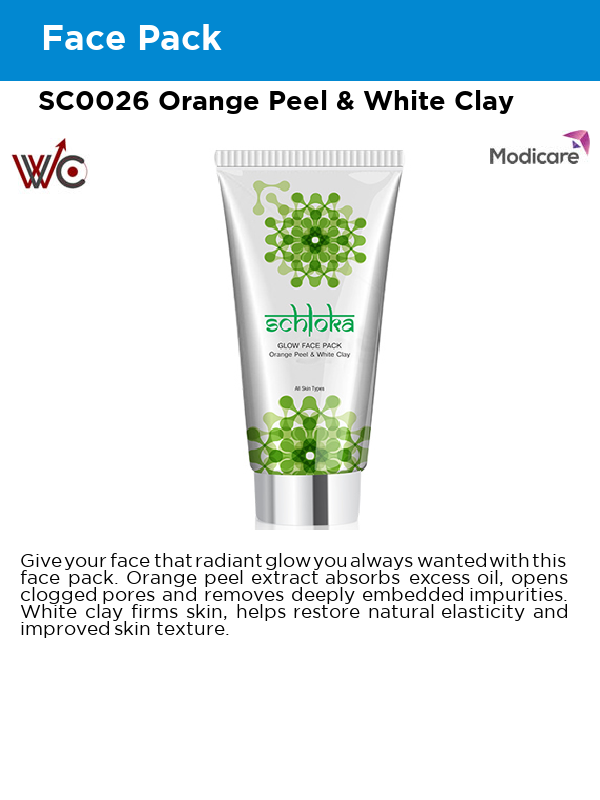 Face Pack
SC0026 Orange Peel & White Clay
WC
Modicare
schloka
GLOW FACE PACK
Orange Peel & White Clay
All Skin Types
Give your face that radiant glow you always wanted with this
face pack. Orange peel extract absorbs excess oil, opens
clogged pores and removes deeply embedded impurities.
White clay firms skin, helps restore natural elasticity and
improved skin texture.